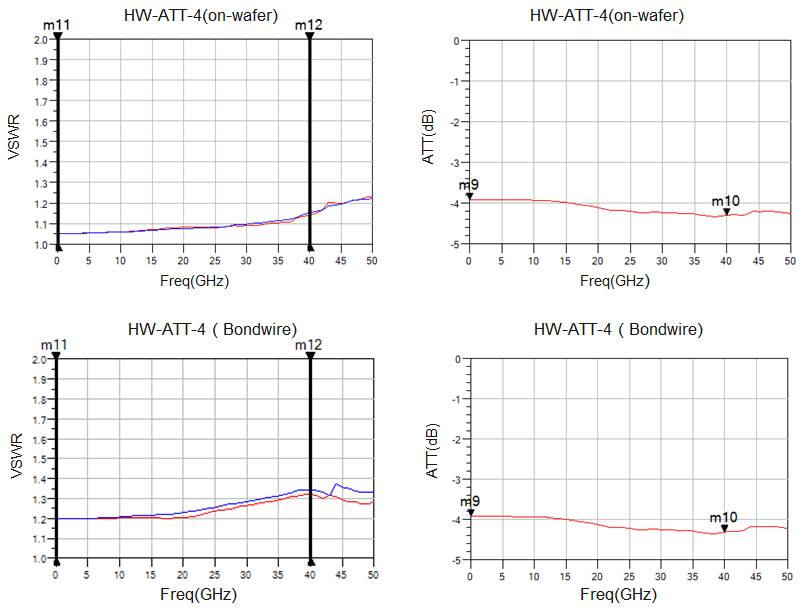 HW-ATT-4(on-wafer)
m11
m12
VSWR
2.0
1.9
1.8
1.7
1.6
1.5
1.4
1.3
1.2
1.1
1.0
0 5 10 15 20 25 30 35 40 45 50
Freq(GHz)
HW-ATT-4(on-wafer)
ATT(dB)
0
-1
-2
-3
-4
-5
m9
m10
0 5 10 15 20 25 30 35 40 45 50
Freq(GHz)
HW-ATT-4 ( Bondwire)
m11
m12
VSWR
2.0
1.9
1.8
1.7
1.6
1.5
1.4
1.3
1.2
1.1
1.0
0 5 10 15 20 25 30 35 40 45 50
Freq(GHz)
HW-ATT-4 ( Bondwire)
ATT(dB)
0
-1
-2
-3
-4
-5
m9
m10
0 10 20 30 40 50 60 70 80
Freq(GHz)